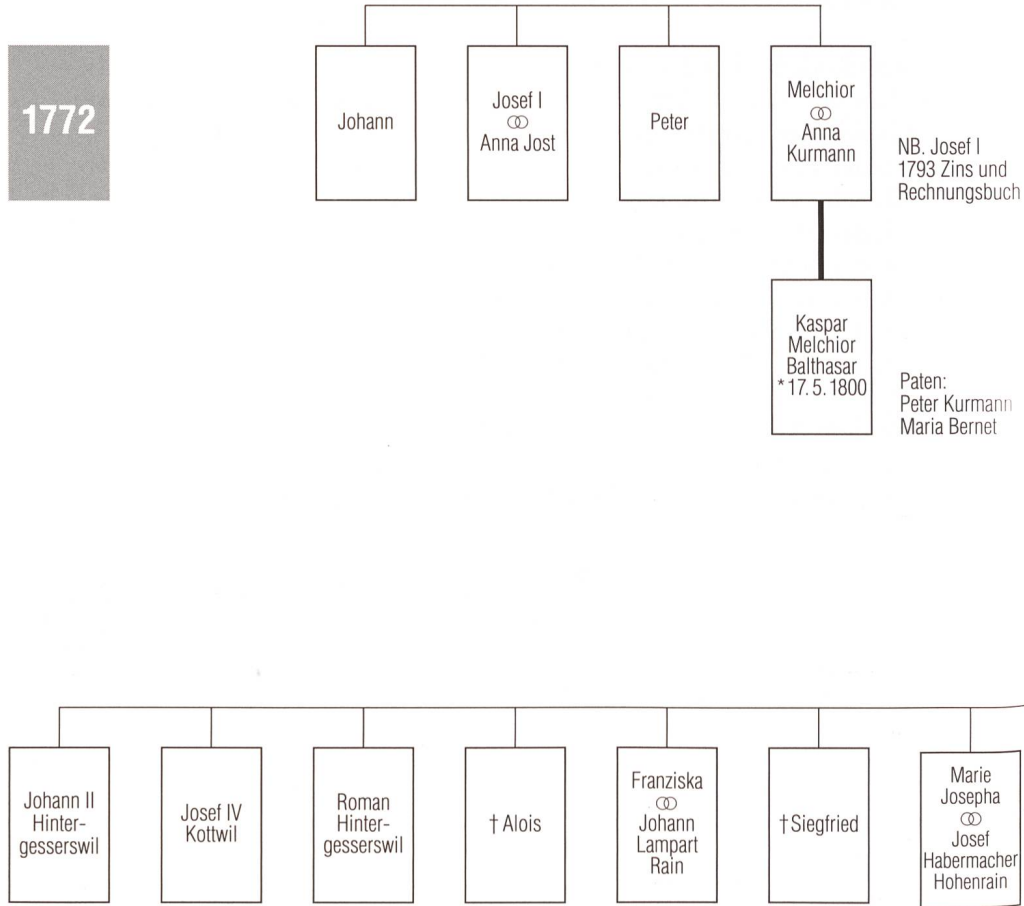 1772
Johann
Josef I
⚭
Anna Jost
Peter
Melchior
⚭
Anna
Kurmann
NB. Josef I
1793 Zins und
Rechnungsbuch
Kaspar
Melchior
Balthasar
* 17. 5. 1800
Paten:
Peter Kurmann
Maria Bernet
Johann II
Hinter-
gesserswil
Josef IV
Kottwil
Roman
Hinter-
gesserswil
† Alois
Franziska
⚭
Johann
Lampart
Rain
† Siegfried
Marie
Josepha
⚭
Josef
Habermacher
Hohenrain